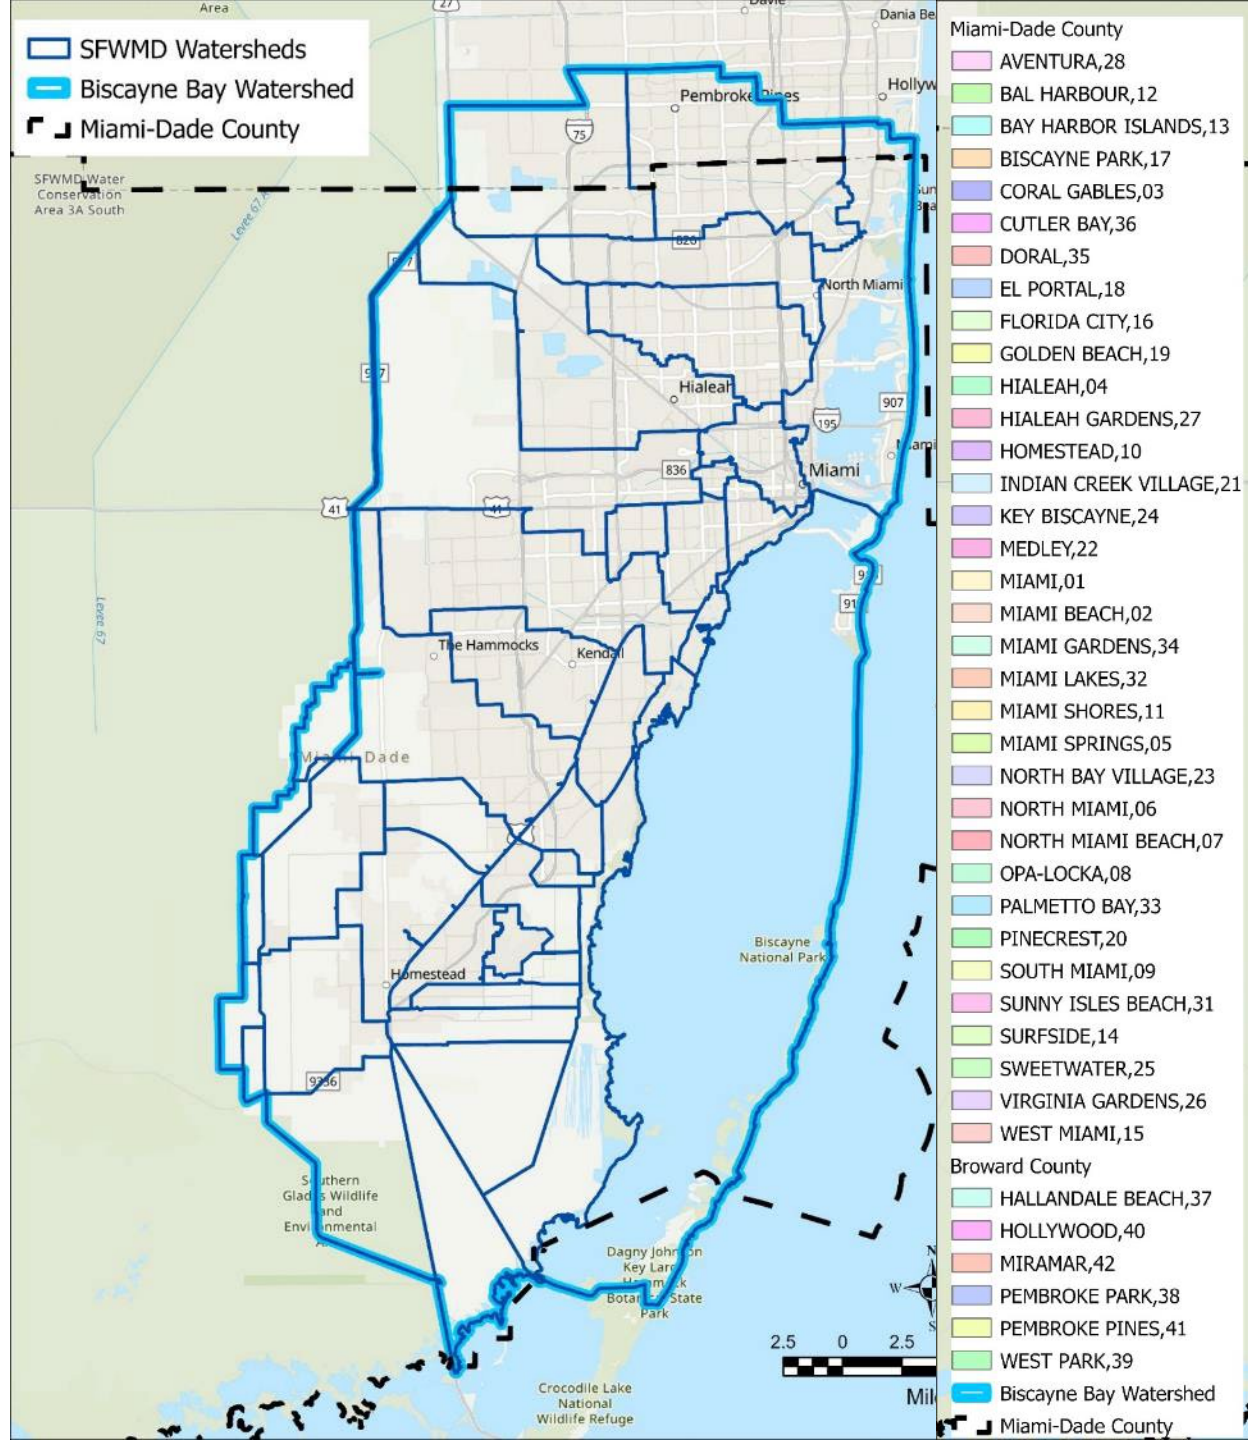 Area
27
Davie
Dania Be
SFWMD Watersheds
Biscayne Bay Watershed
Miami-Dade County
Hollyw
Pembroke Pines
75
SFWMD Water
Conservation
Area 3A South
Levee 67
826
997
North Miami
997
Hialeah
907
195
836
Miami
41
41
Levee 67
The Hammocks
Kendall
Miami Dade
Biscayne
National Park
Homestead
9336
Southern
Glades Wildlife
and
Environmental
Dagny Johnson
Key Largo
Hammock
Botanical State
Park
N
W
S
2.5 0 2.5
Mil
Crocodile Lake
National
Wildlife Refuge
Miami-Dade County
AVENTURA,28
BAL HARBOUR,12
BAY HARBOR ISLANDS,13
BISCAYNE PARK,17
CORAL GABLES,03
CUTLER BAY,36
DORAL,35
EL PORTAL,18
FLORIDA CITY,16
GOLDEN BEACH,19
HIALEAH,04
HIALEAH GARDENS,27
HOMESTEAD,10
INDIAN CREEK VILLAGE,21
KEY BISCAYNE,24
MEDLEY,22
MIAMI,01
MIAMI BEACH,02
MIAMI GARDENS,34
MIAMI LAKES,32
MIAMI SHORES,11
MIAMI SPRINGS,05
NORTH BAY VILLAGE,23
NORTH MIAMI,06
NORTH MIAMI BEACH,07
OPA-LOCKA,08
PALMETTO BAY,33
PINECREST,20
SOUTH MIAMI,09
SUNNY ISLES BEACH,31
SURFSIDE,14
SWEETWATER,25
VIRGINIA GARDENS,26
WEST MIAMI,15
Broward County
HALLANDALE BEACH,37
HOLLYWOOD,40
MIRAMAR,42
PEMBROKE PARK,38
PEMBROKE PINES,41
WEST PARK,39
Biscayne Bay Watershed
Miami-Dade County